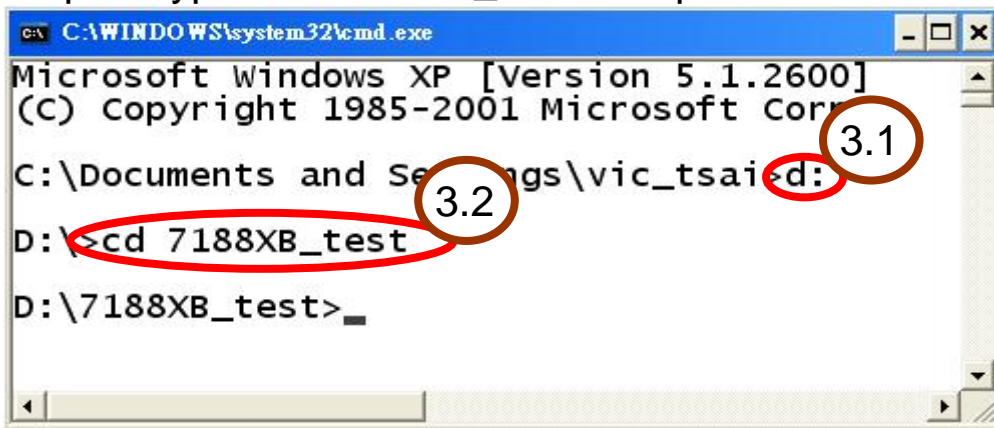 C:\WINDOWS\system32\cmd.exe
Microsoft Windows XP [Version 5.1.2600]
(C) Copyright 1985-2001 Microsoft Corp
3.1
C:\Documents and Settings\vic_tsai>d:
3.2
D:\>cd 7188XB_test
D:\7188XB_test>_